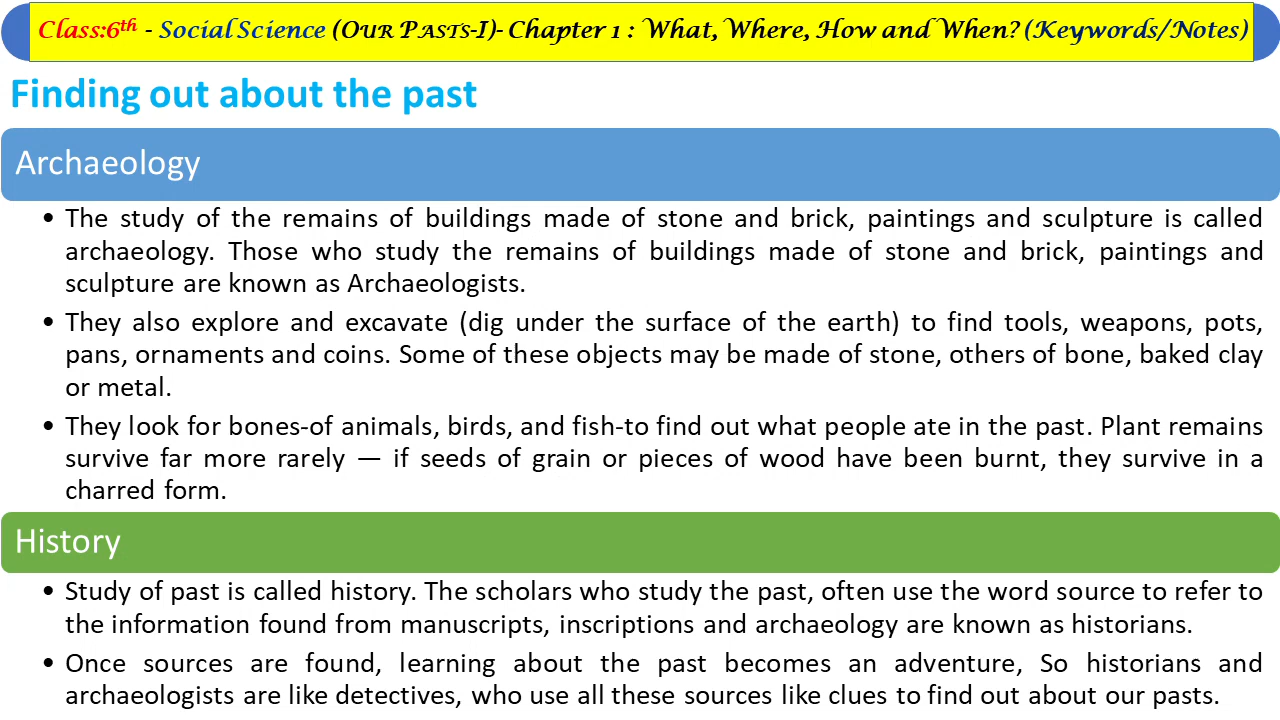 Class:6th - Social Science (OUR PASTS-I)- Chapter 1 : What, Where, How and When? (Keywords/Notes)
Finding out about the past
Archaeology
• The study of the remains of buildings made of stone and brick, paintings and sculpture is called
archaeology. Those who study the remains of buildings made of stone and brick, paintings and
sculpture are known as Archaeologists.
• They also explore and excavate (dig under the surface of the earth) to find tools, weapons, pots,
pans, ornaments and coins. Some of these objects may be made of stone, others of bone, baked clay
or metal.
• They look for bones-of animals, birds, and fish-to find out what people ate in the past. Plant remains
survive far more rarely — if seeds of grain or pieces of wood have been burnt, they survive in a
charred form.
History
• Study of past is called history. The scholars who study the past, often use the word source to refer to
the information found from manuscripts, inscriptions and archaeology are known as historians.
• Once sources are found, learning about the past becomes an adventure, So historians and
archaeologists are like detectives, who use all these sources like clues to find out about our pasts.